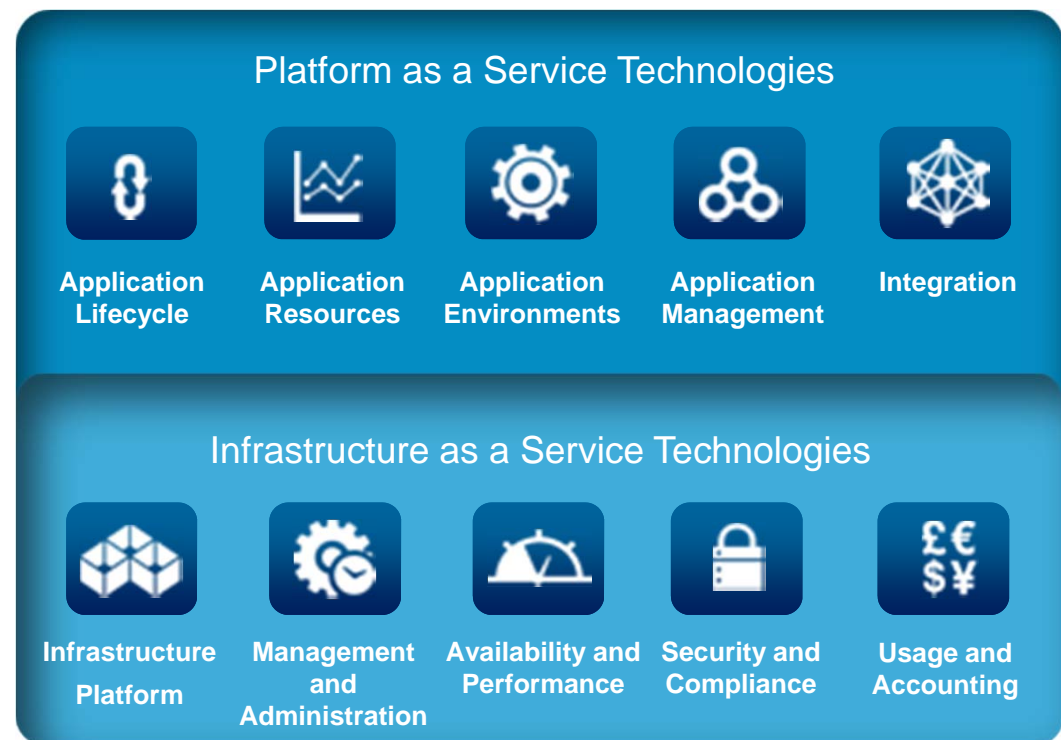 Platform as a Service Technologies
Application
Lifecycle
Application
Resources
Application
Environments
Application
Management
Integration
Infrastructure as a Service Technologies
£ €
$ ¥
Infrastructure
Platform
Management
and
Administration
Availability and
Performance
Security and
Compliance
Usage and
Accounting